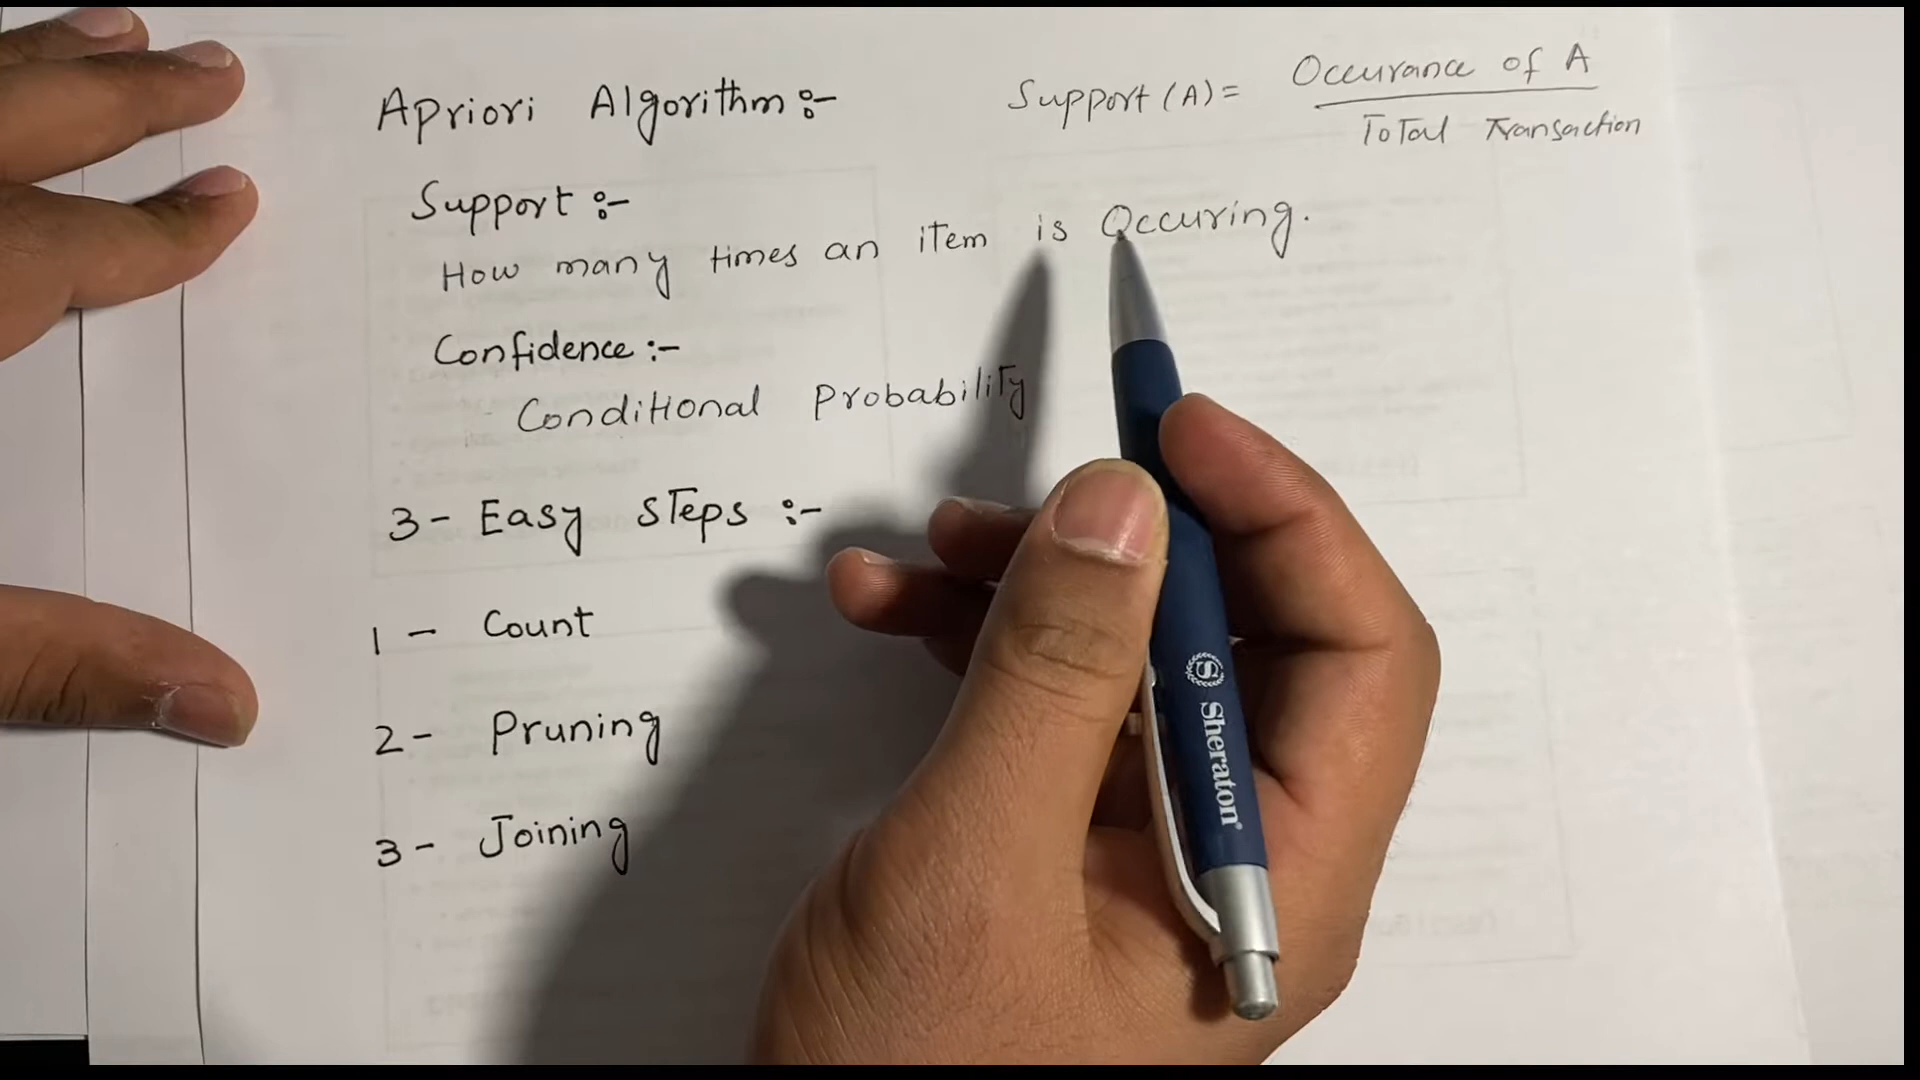 Apriori Algorithm :-
Support (A) = Occurance of A
Total Transaction
Support :-
How many times an item is Occuring.
Confidence :-
Conditional Probability
3 - Easy steps :-
1 - Count
2 - Pruning
3 - Joining
S
Sheraton